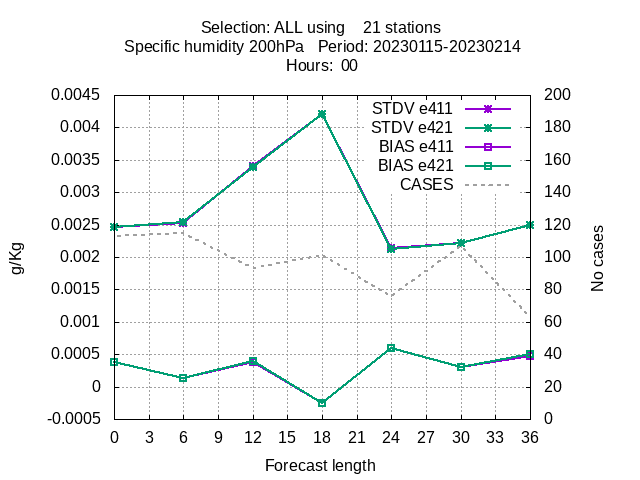 Selection: ALL using    21 stations
Specific humidity 200hPa   Period: 20230115-20230214
Hours:  00
STDV e411
STDV e421
BIAS e411
BIAS e421
CASES
g/Kg
0.0045
0.004
0.0035
0.003
0.0025
0.002
0.0015
0.001
0.0005
0
-0.0005
200
180
160
140
120
100
80
60
40
20
0
No cases
0 3 6 9 12 15 18 21 24 27 30 33 36
Forecast length